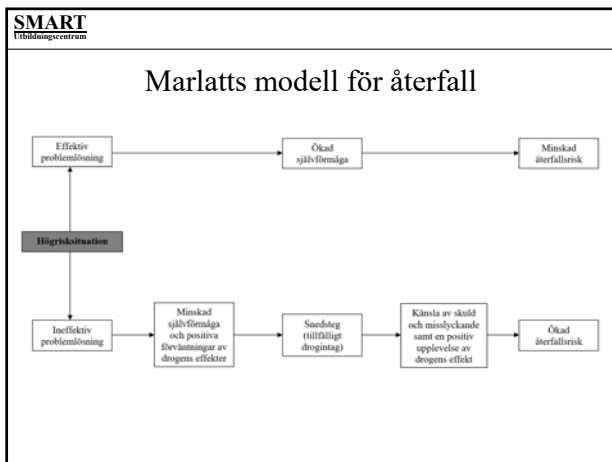 SMART
Utbildningscentrum
Marlatts modell för återfall
Effektiv
problemlösning
Ökad
självförmåga
Minskad
återfallsrisk
Högrisksituation
Ineffektiv
problemlösning
Minskad
självförmåga
och positiva
förväntningar av
drogens effekter
Snedsteg
(tillfälligt
drogintag)
Känsla av skuld
och misslyckande
samt en positiv
upplevelse av
drogens effekt
Ökad
återfallsrisk